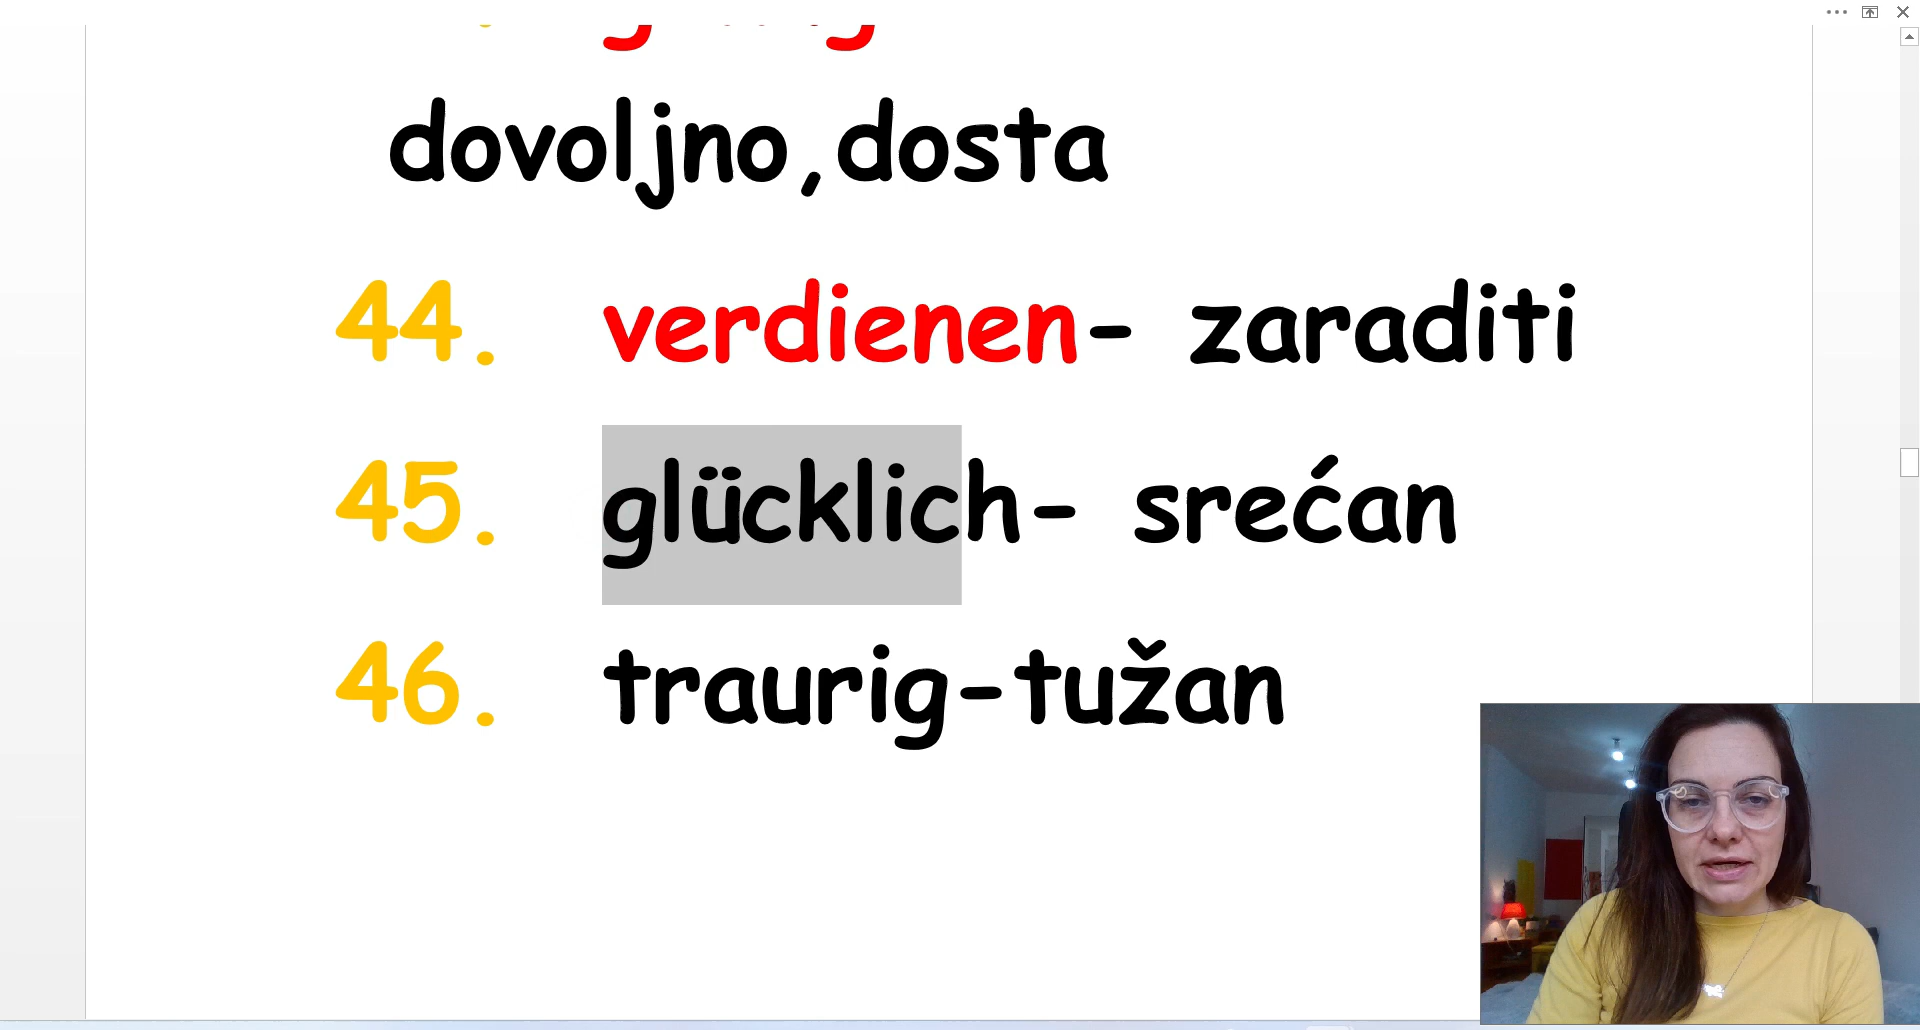 dovoljno,dosta
44. verdienen- zaraditi
45. glücklich- srećan
46. traurig-tužan